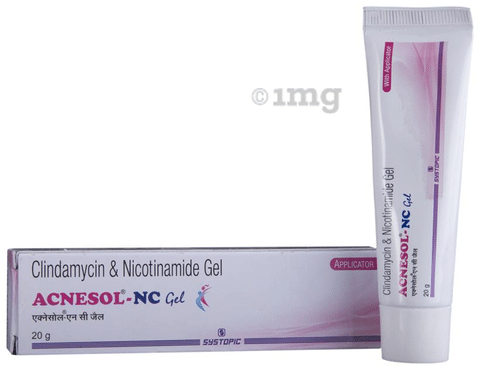 ©1mg
With Applicator
Clindamycin & Nicotinamide Gel
ACNESOL®-NC Gel
SYSTOPIC
Clindamycin & Nicotinamide Gel
APPLICATOR
ACNESOL®-NC Gel
एक्नेसोल®एन सी जेल
20 g
SYSTOPIC